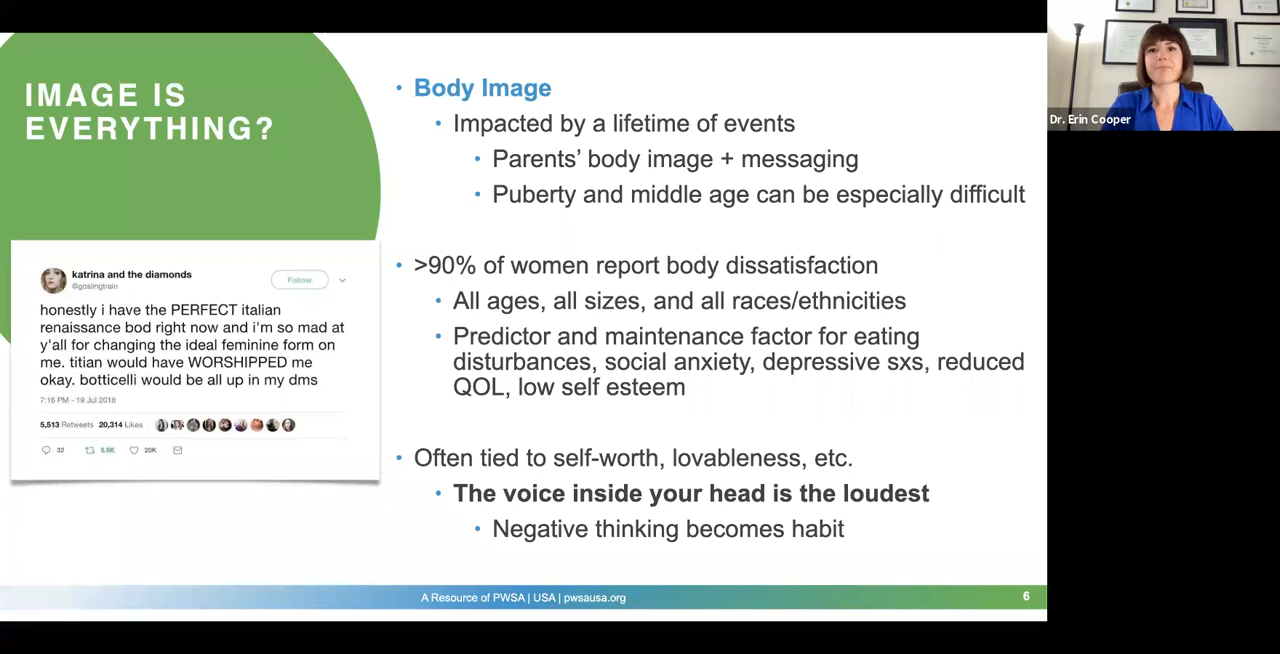 IMAGE IS
EVERYTHING?
katrina and the diamonds
@goslingtrain
Follow
honestly i have the PERFECT italian
renaissance bod right now and i'm so mad at
y'all for changing the ideal feminine form on
me. titian would have WORSHIPPED me
okay. botticelli would be all up in my dms
7:16 PM - 19 Jul 2018
5,513 Retweets 20,314 Likes
32 5.5K 20K
• Body Image
• Impacted by a lifetime of events
• Parents’ body image + messaging
• Puberty and middle age can be especially difficult
• >90% of women report body dissatisfaction
• All ages, all sizes, and all races/ethnicities
• Predictor and maintenance factor for eating
disturbances, social anxiety, depressive sxs, reduced
QOL, low self esteem
• Often tied to self-worth, lovableness, etc.
• The voice inside your head is the loudest
• Negative thinking becomes habit
A Resource of PWSA | USA | pwsausa.org
6
Dr. Erin Cooper